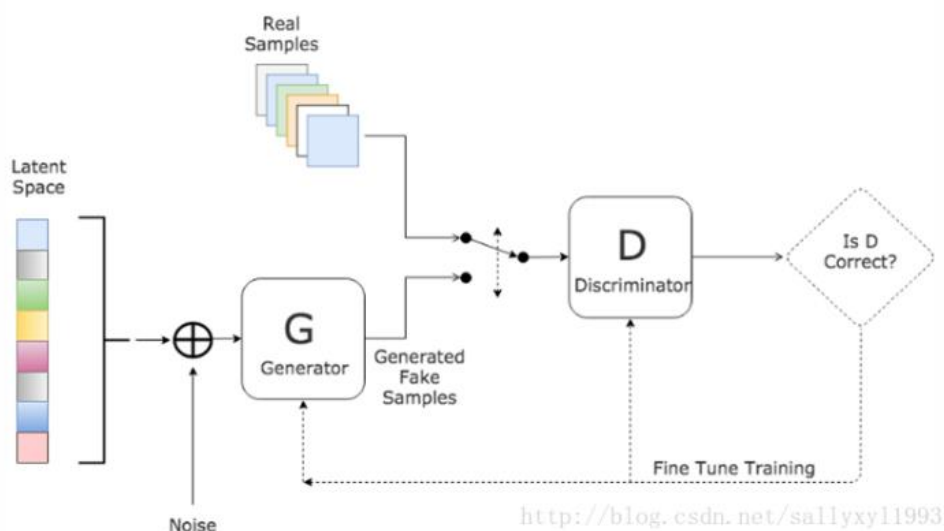 Real
Samples
Latent
Space
D
Discriminator
Is D
Correct?
G
Generator
Generated
Fake
Samples
Fine Tune Training
Noise
http://blog.csdn.net/sallyxyl1993